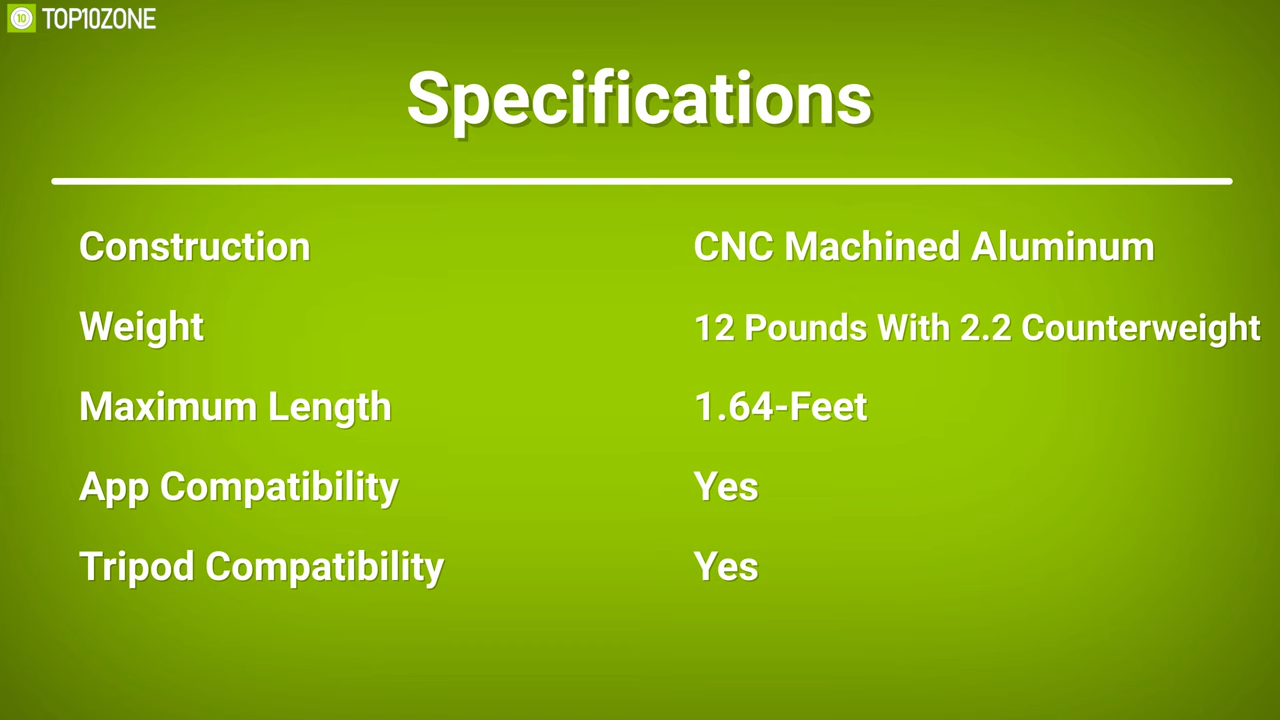 10 TOP10ZONE
Specifications
Construction CNC Machined Aluminum
Weight 12 Pounds With 2.2 Counterweight
Maximum Length 1.64-Feet
App Compatibility Yes
Tripod Compatibility Yes